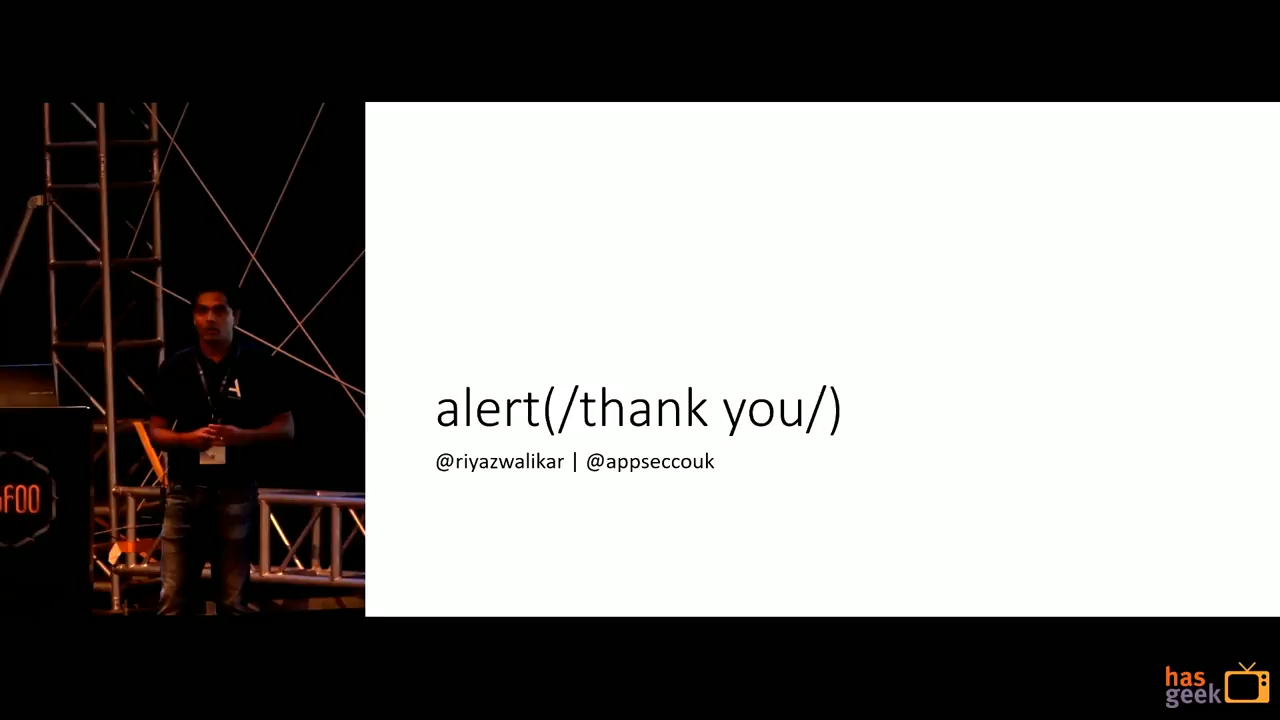 alert(/thank you/)
@riyazwalikar | @appseccouk
has
geek